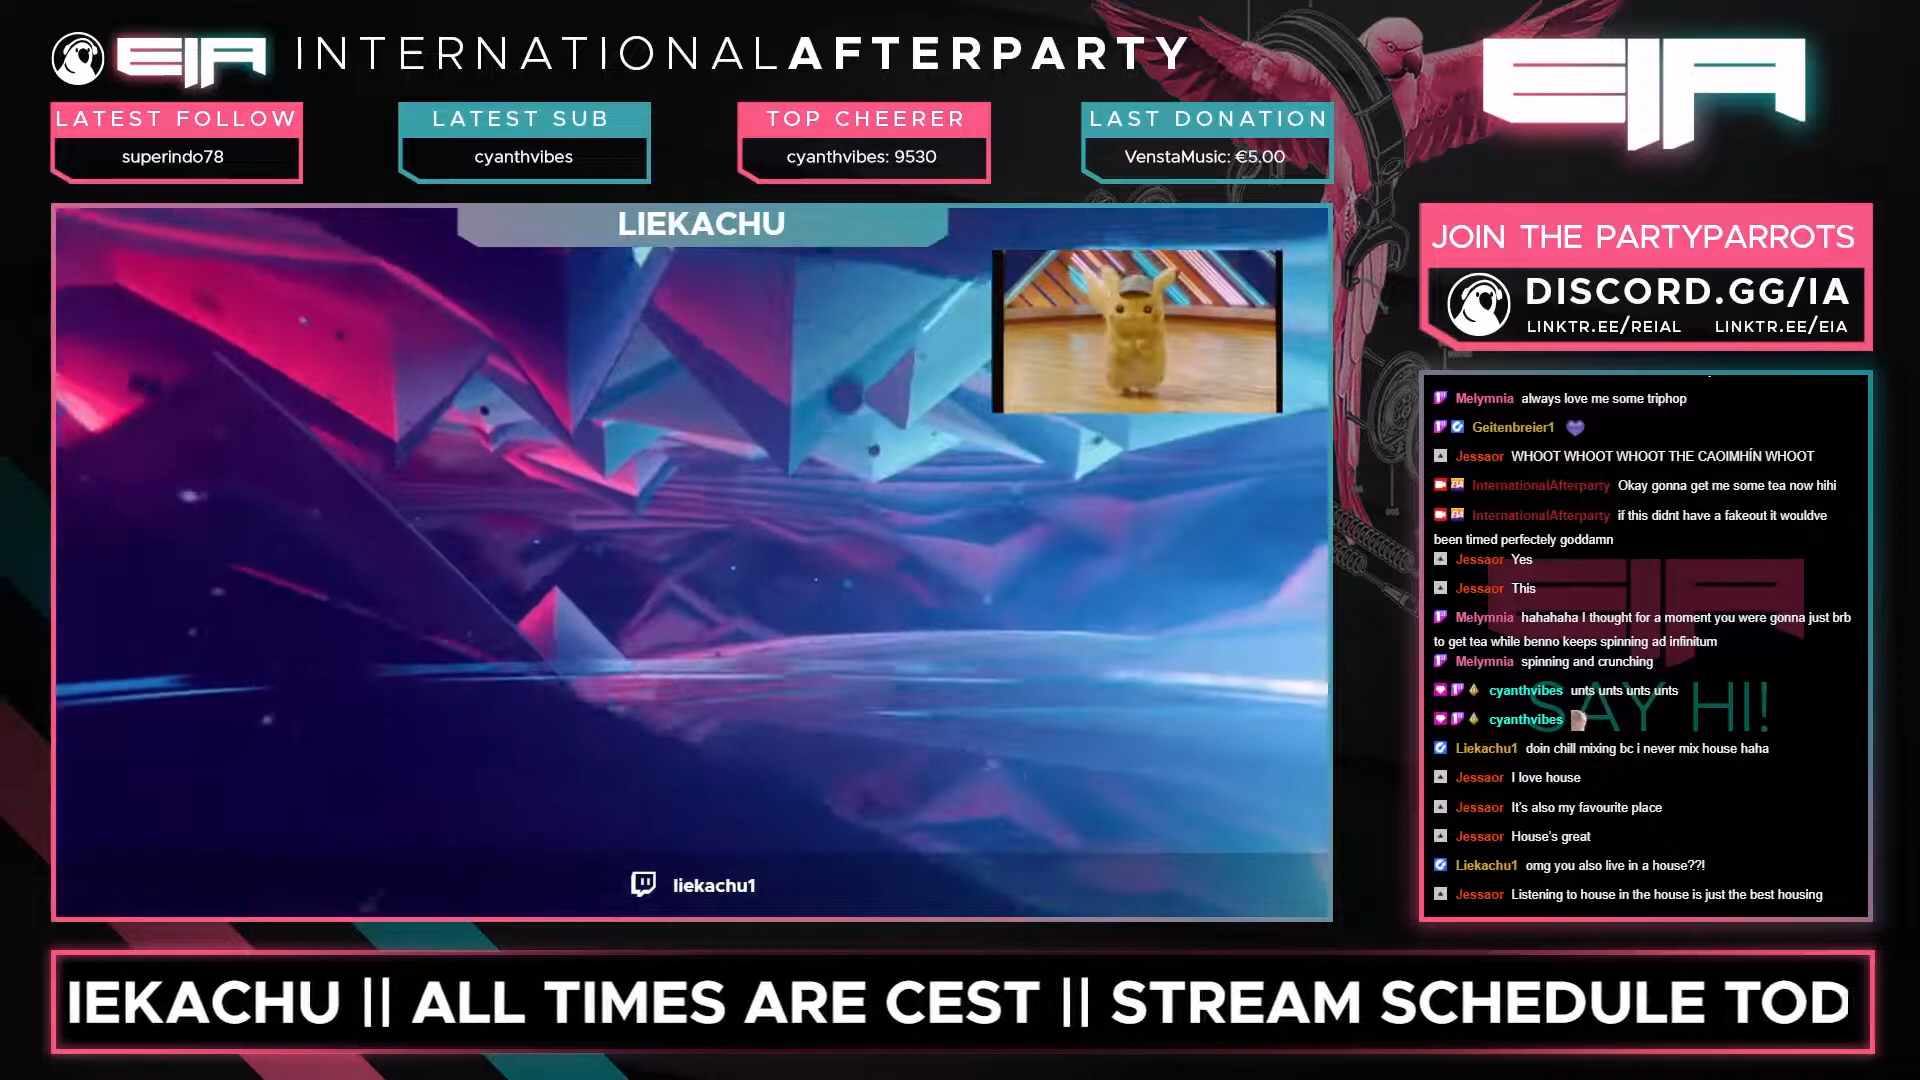 EIA INTERNATIONALAFTERPARTY
EIA
LATEST FOLLOW
superindo78
LATEST SUB
cyanthvibes
TOP CHEERER
cyanthvibes: 9530
LAST DONATION
VenstaMusic: €5.00
LIEKACHU
liekachu1
JOIN THE PARTYPARROTS
DISCORD.GG/IA
LINKTR.EE/REIAL LINKTR.EE/EIA
Melymnia always love me some triphop
Geitenbreier1
Jessaor WHOOT WHOOT WHOOT THE CAOIMHÍN WHOOT
InternationalAfterparty Okay gonna get me some tea now hihi
InternationalAfterparty if this didnt have a fakeout it wouldve
been timed perfectely goddamn
Jessaor Yes
Jessaor This
Melymnia hahahaha I thought for a moment you were gonna just brb
to get tea while benno keeps spinning ad infinitum
Melymnia spinning and crunching
cyanthvibes unts unts unts unts
cyanthvibes
Liekachu1 doin chill mixing bc i never mix house haha
Jessaor I love house
Jessaor It's also my favourite place
Jessaor House's great
Liekachu1 omg you also live in a house??!
Jessaor Listening to house in the house is just the best housing
EIA
SAY HI!
IEKACHU || ALL TIMES ARE CEST || STREAM SCHEDULE TOD